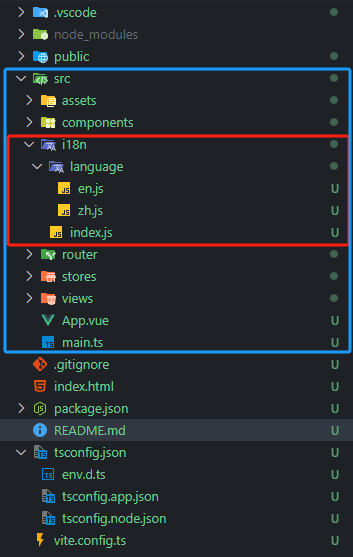 .vscode
node_modules
public
src
assets
components
i18n
language
en.js U
zh.js U
index.js U
router
stores
views
App.vue U
main.ts U
.gitignore U
index.html U
package.json U
README.md U
tsconfig.json U
env.d.ts U
tsconfig.app.json U
tsconfig.node.json U
vite.config.ts U